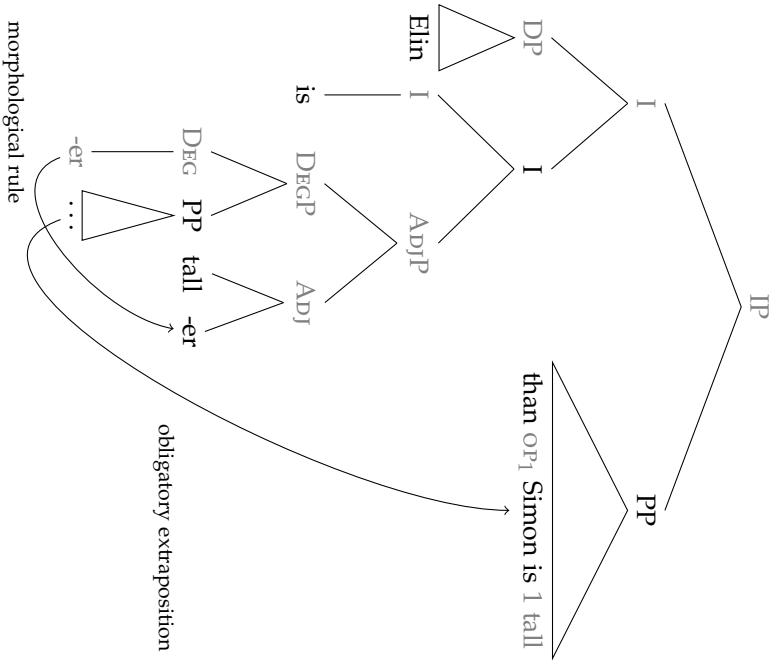 IP
I
PP
DP
I
than OP₁ Simon is 1 tall
Elin
I
AdjP
is
DegP
Adj
Deg
PP
tall
-er
-er
...
obligatory extraposition
morphological rule